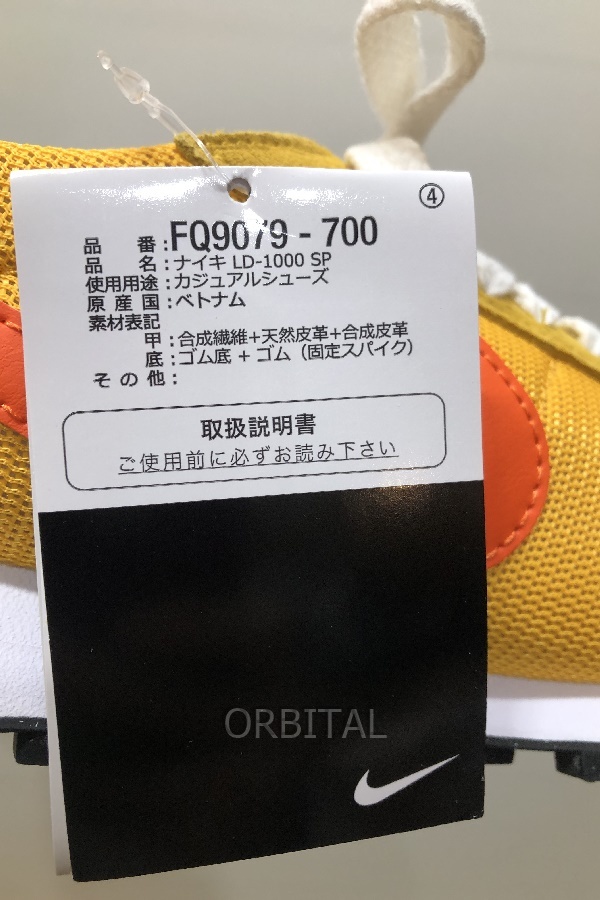 ④
品番:FQ9079 - 700
品名:ナイキ LD-1000 SP
使用用途:カジュアルシューズ
原産国:ベトナム
素材表記
甲:合成繊維+天然皮革+合成皮革
底:ゴム底 + ゴム（固定スパイク）
その他:
取扱説明書
ご使用前に必ずお読み下さい
ORBITAL